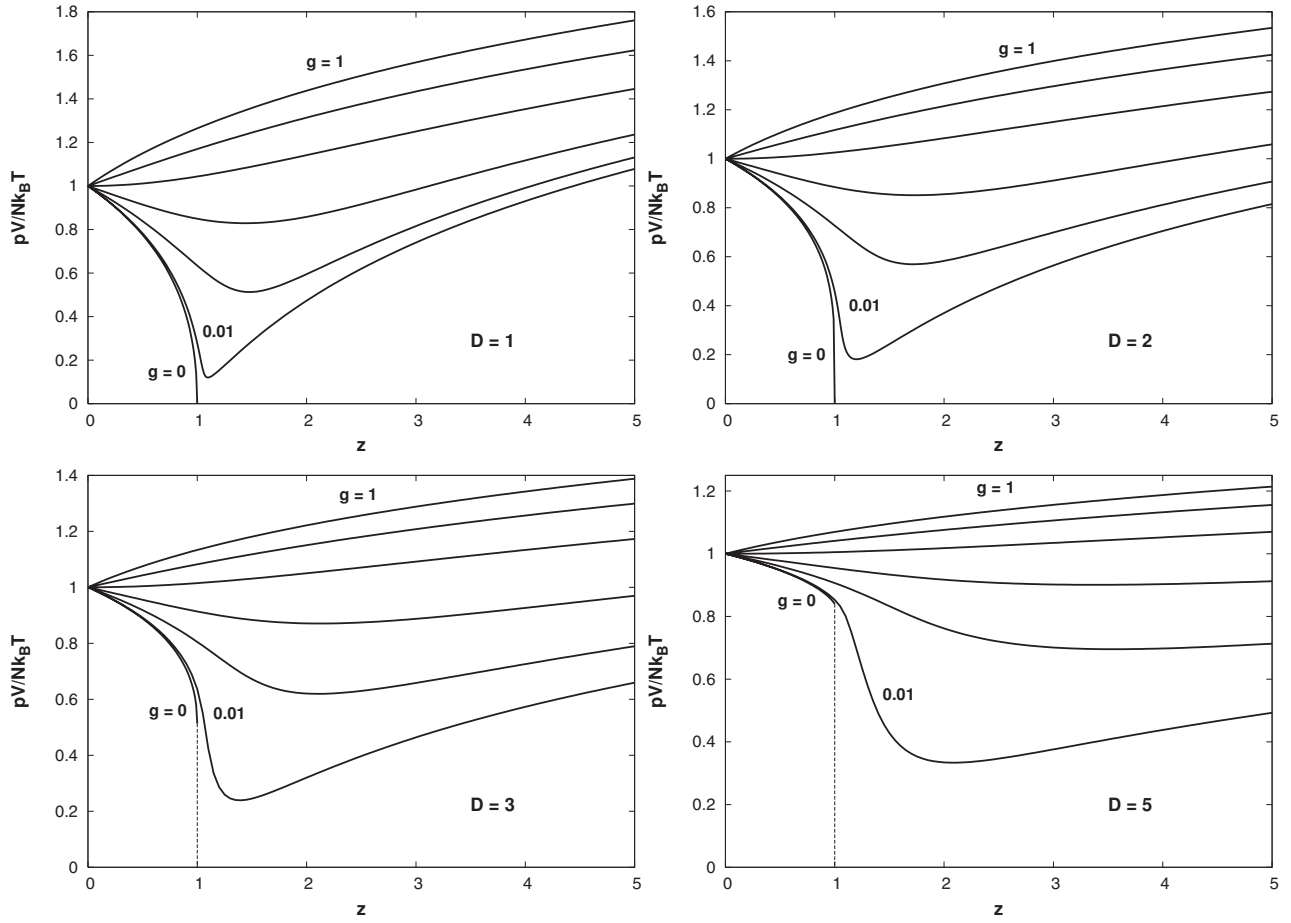 1.8
1.6
1.4
1.2
1
0.8
0.6
0.4
0.2
0
pV/Nk_BT
g = 1
0.01
g = 0
D = 1
0 1 2 3 4 5
z
1.6
1.4
1.2
1
0.8
0.6
0.4
0.2
0
pV/Nk_BT
g = 1
0.01
g = 0
D = 2
0 1 2 3 4 5
z
1.4
1.2
1
0.8
0.6
0.4
0.2
0
pV/Nk_BT
g = 1
g = 0 0.01
D = 3
0 1 2 3 4 5
z
1.2
1
0.8
0.6
0.4
0.2
0
pV/Nk_BT
g = 1
g = 0
0.01
D = 5
0 1 2 3 4 5
z